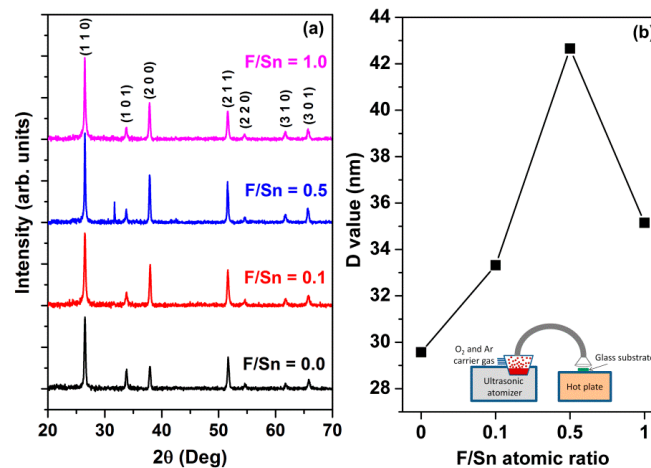 (a)
(1 1 0)
F/Sn = 1.0
(1 0 1)
(2 0 0)
(2 1 1)
(2 2 0)
(3 1 0)
(3 0 1)
F/Sn = 0.5
F/Sn = 0.1
F/Sn = 0.0
Intensity (arb. units)
20 30 40 50 60 70
2θ (Deg)
(b)
44
42
40
38
36
34
32
30
28
D value (nm)
O2 and Ar
carrier gas
Glass substrate
Ultrasonic
atomizer
Hot plate
0 0.1 0.5 1
F/Sn atomic ratio